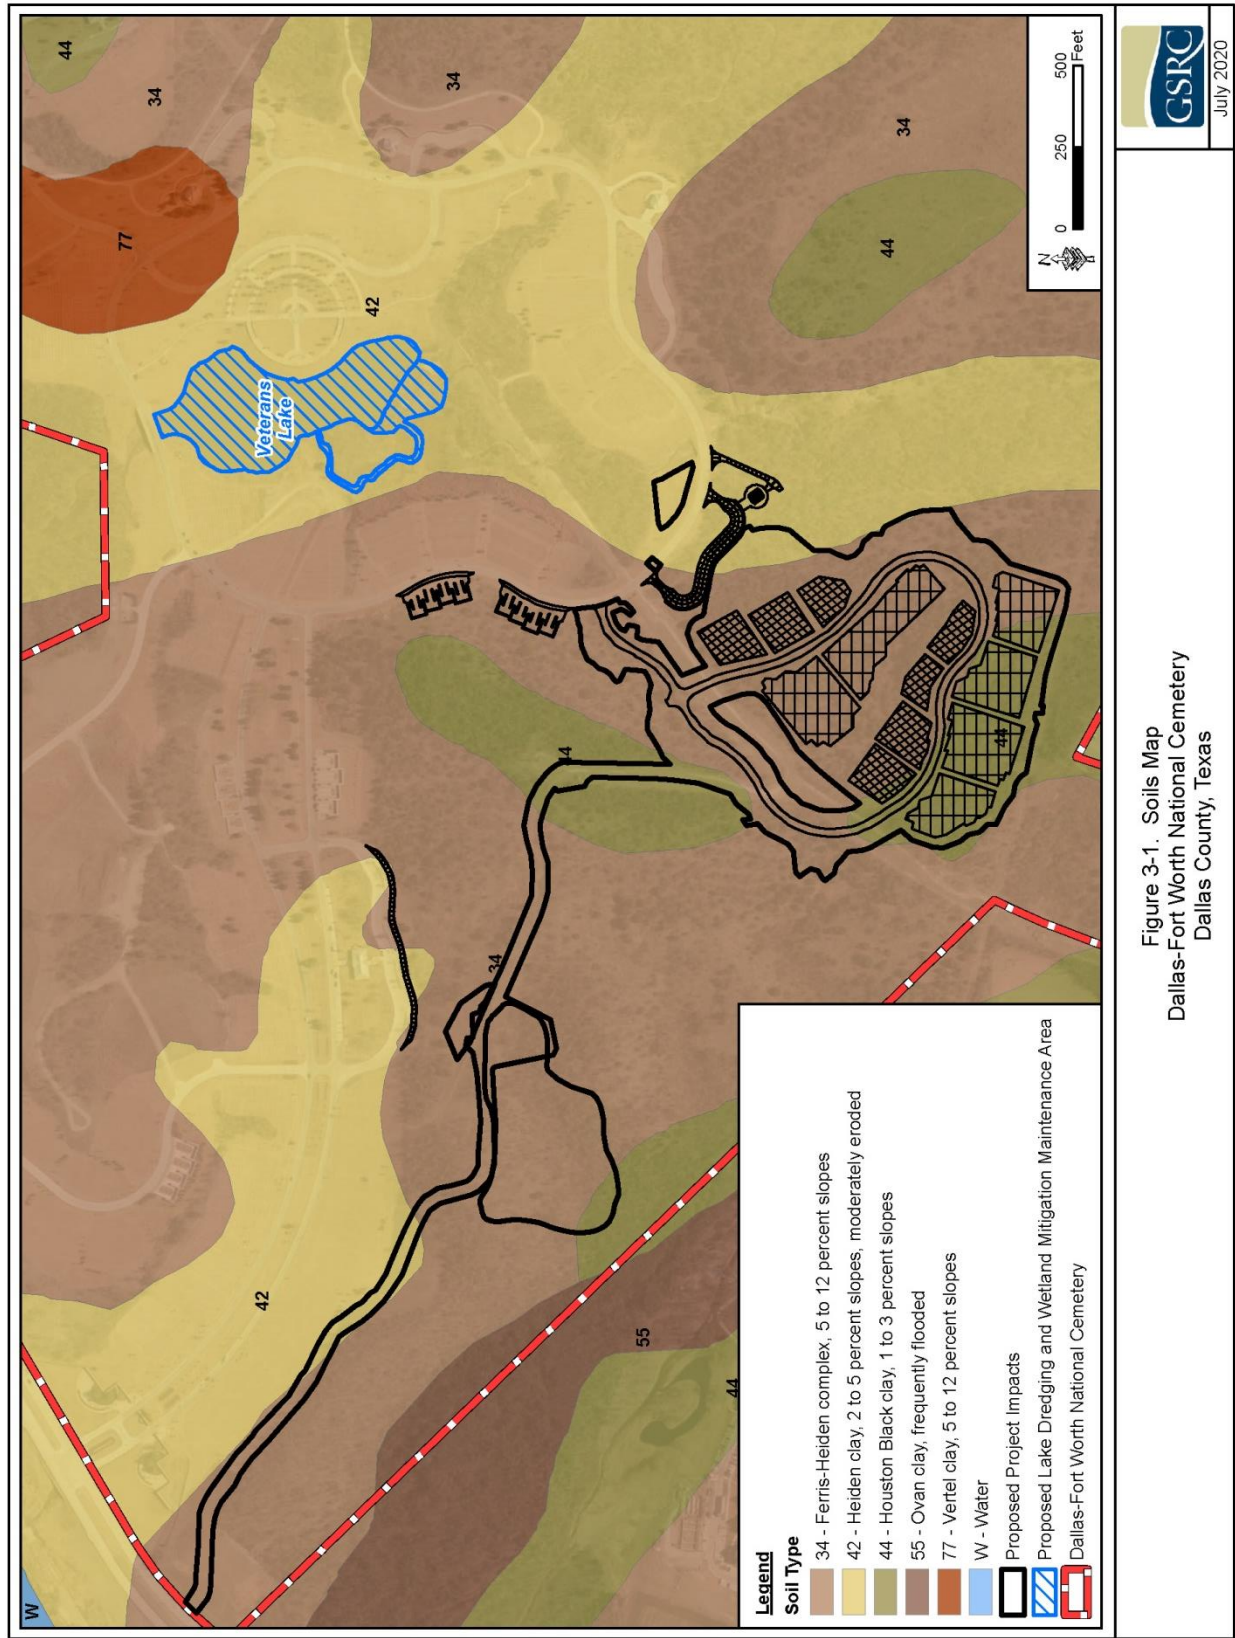 44
34
34
77
34
42
44
Veterans
Lake
44
34
44
42
55
44
W
N
0 250 500
Feet
Legend
Soil Type
34 - Ferris-Heiden complex, 5 to 12 percent slopes
42 - Heiden clay, 2 to 5 percent slopes, moderately eroded
44 - Houston Black clay, 1 to 3 percent slopes
55 - Ovan clay, frequently flooded
77 - Vertel clay, 5 to 12 percent slopes
W - Water
Proposed Project Impacts
Proposed Lake Dredging and Wetland Mitigation Maintenance Area
Dallas-Fort Worth National Cemetery
Figure 3-1. Soils Map
Dallas-Fort Worth National Cemetery
Dallas County, Texas
GSRC
July 2020